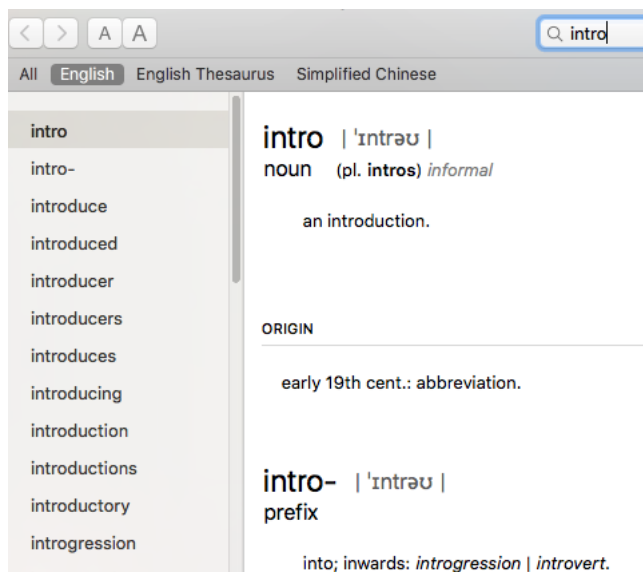 A A
intro
All English English Thesaurus Simplified Chinese
intro
intro-
introduce
introduced
introducer
introducers
introduces
introducing
introduction
introductions
introductory
introgression
intro | ˈɪntrəʊ |
noun (pl. intros) informal
an introduction.
ORIGIN
early 19th cent.: abbreviation.
intro- | ˈɪntrəʊ |
prefix
into; inwards: introgression | introvert.